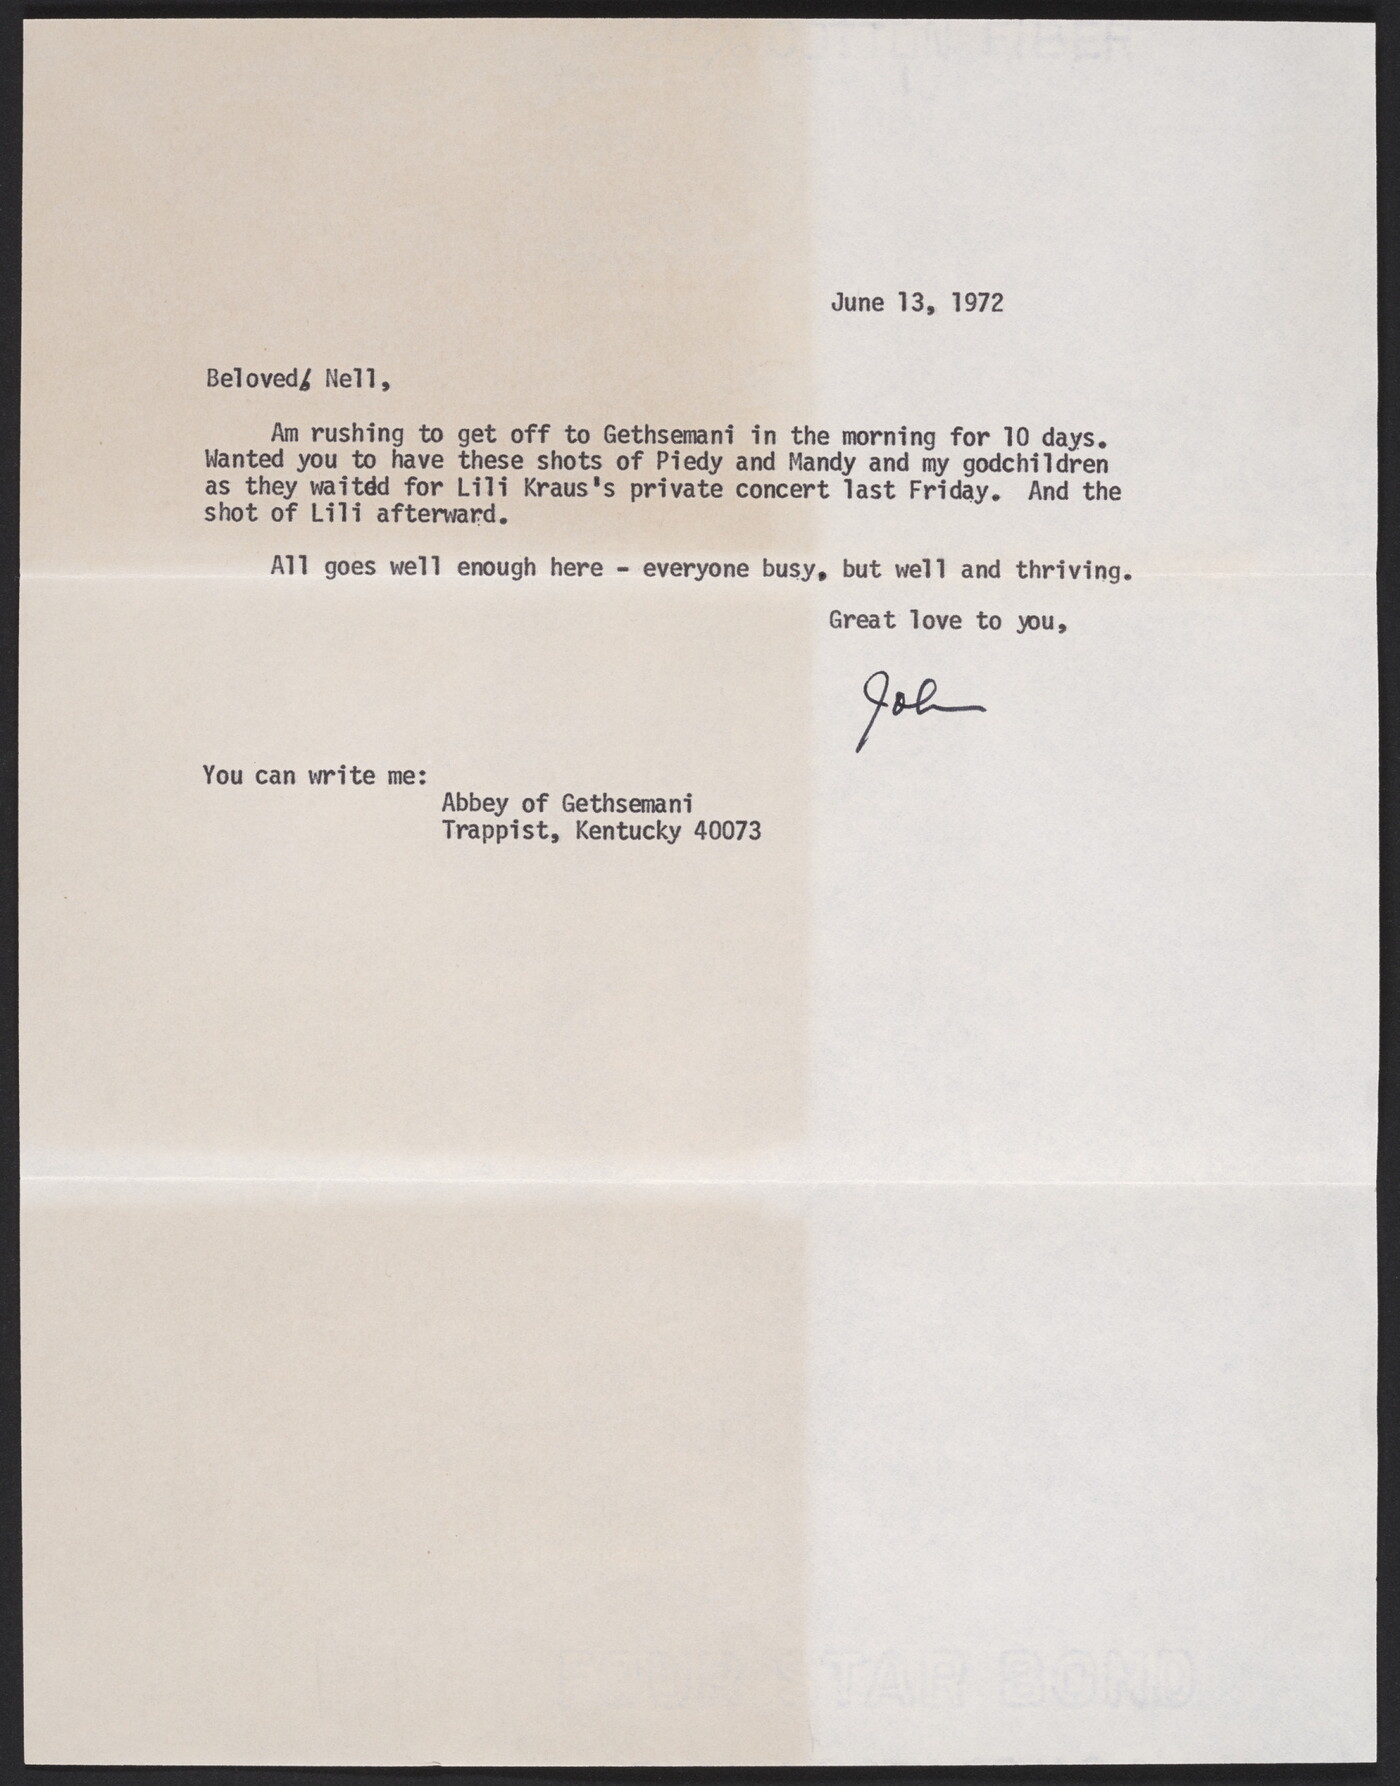 June 13, 1972
Beloved, Nell,
Am rushing to get off to Gethsemani in the morning for 10 days.
Wanted you to have these shots of Piedy and Mandy and my godchildren
as they waitdd for Lili Kraus's private concert last Friday. And the
shot of Lili afterward.
All goes well enough here - everyone busy, but well and thriving.
Great love to you,
John
You can write me:
Abbey of Gethsemani
Trappist, Kentucky 40073
STAR BOND